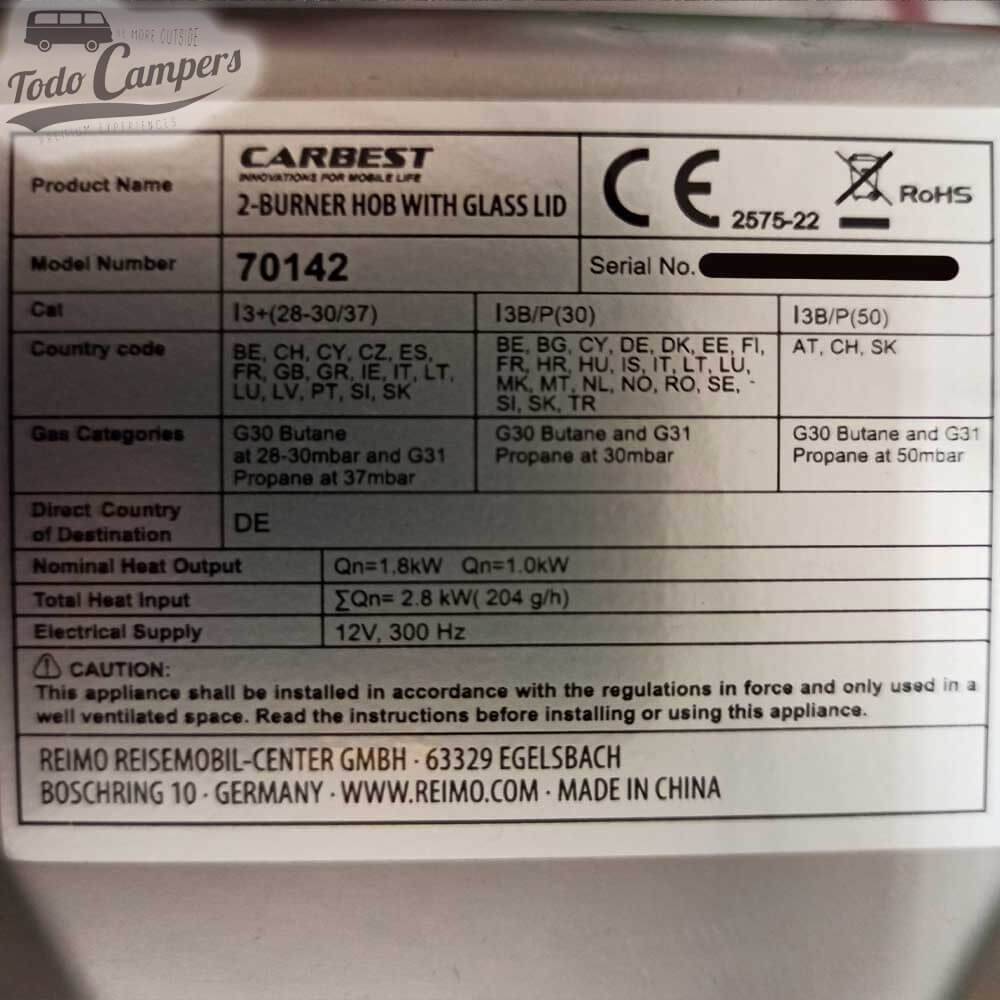 BE MORE OUTSIDE
Todo Campers
PREMIUM EXPERIENCES
Product Name
CARBEST
INNOVATIONS FOR MOBILE LIFE
2-BURNER HOB WITH GLASS LID
CE 2575-22
RoHS
Model Number
70142
Serial No.
Cat
I3+(28-30/37)
I3B/P(30)
I3B/P(50)
Country code
BE, CH, CY, CZ, ES,
FR, GB, GR, IE, IT, LT,
LU, LV, PT, SI, SK
BE, BG, CY, DE, DK, EE, FI,
FR, HR, HU, IS, IT, LT, LU,
MK, MT, NL, NO, RO, SE, -
SI, SK, TR
AT, CH, SK
Gas Categories
G30 Butane
at 28-30mbar and G31
Propane at 37mbar
G30 Butane and G31
Propane at 30mbar
G30 Butane and G31
Propane at 50mbar
Direct Country
of Destination
DE
Nominal Heat Output
Qn=1.8kW Qn=1.0kW
Total Heat Input
∑Qn= 2.8 kW( 204 g/h)
Electrical Supply
12V, 300 Hz
CAUTION:
This appliance shall be installed in accordance with the regulations in force and only used in a
well ventilated space. Read the instructions before installing or using this appliance.
REIMO REISEMOBIL-CENTER GMBH · 63329 EGELSBACH
BOSCHRING 10 · GERMANY · WWW.REIMO.COM · MADE IN CHINA